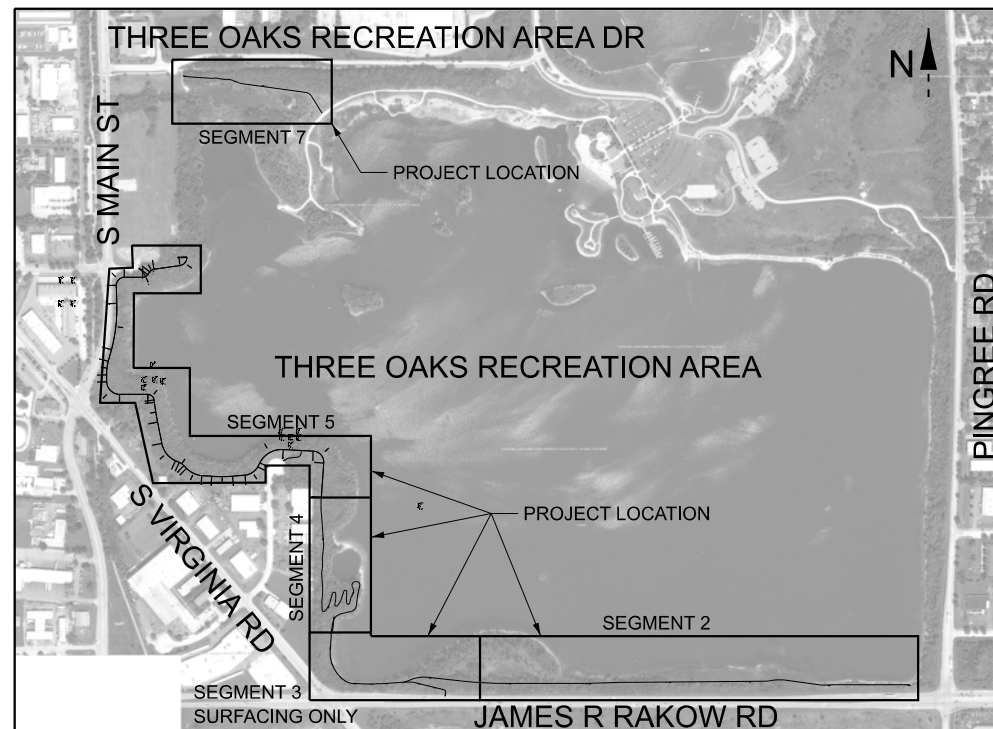 THREE OAKS RECREATION AREA DR
N
S MAIN ST
SEGMENT 7
PROJECT LOCATION
THREE OAKS RECREATION AREA
PINGREE RD
SEGMENT 5
PROJECT LOCATION
SEGMENT 4
S VIRGINIA RD
SEGMENT 2
SEGMENT 3
SURFACING ONLY
JAMES R RAKOW RD